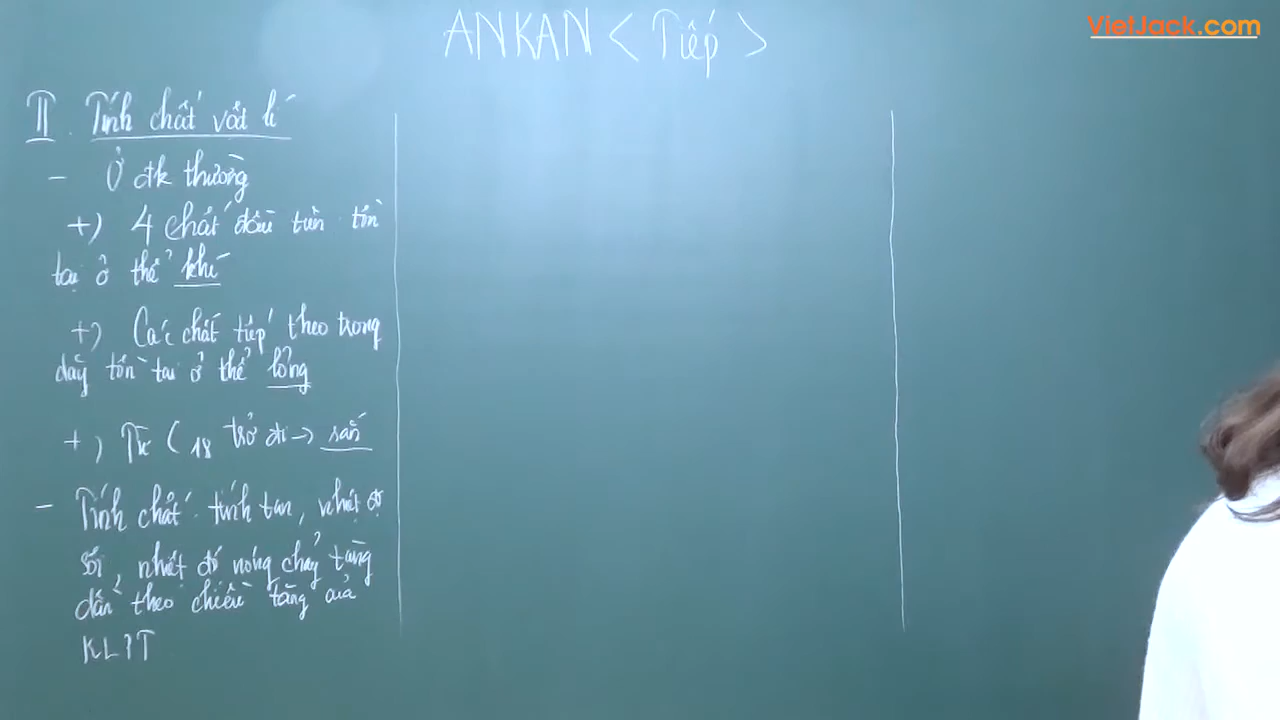 VietJack.com
ANKAN < Tiếp >
II. Tính chất vật lí
- Ở đk thường
+) 4 chất đầu tiên tồn
tại ở thể khí
+) Các chất tiếp theo trong
dãy tồn tại ở thể lỏng
+) Từ C18 trở đi → rắn
- Tính chất: tính tan, nhiệt độ
sôi, nhiệt độ nóng chảy tăng
dần theo chiều tăng của
KLPT